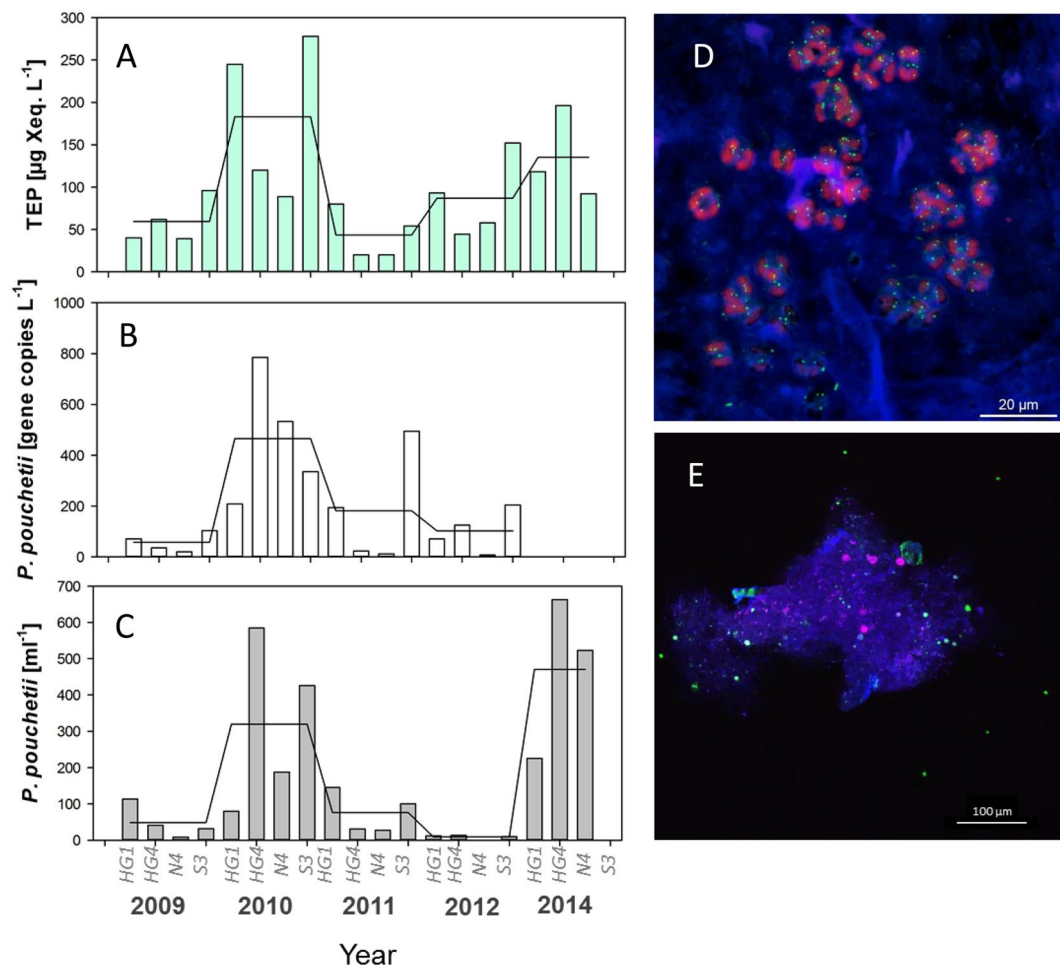 A
TEP [µg Xeq. L-1]
300
250
200
150
100
50
0
B
P. pouchetii [gene copies L-1]
1000
800
600
400
200
0
C
P. pouchetii [ml-1]
700
600
500
400
300
200
100
0
HG1 HG4 N4 S3 HG1 HG4 N4 S3 HG1 HG4 N4 S3 HG1 HG4 N4 S3 HG1 HG4 N4 S3
2009 2010 2011 2012 2014
Year
D
20 µm
E
100 µm